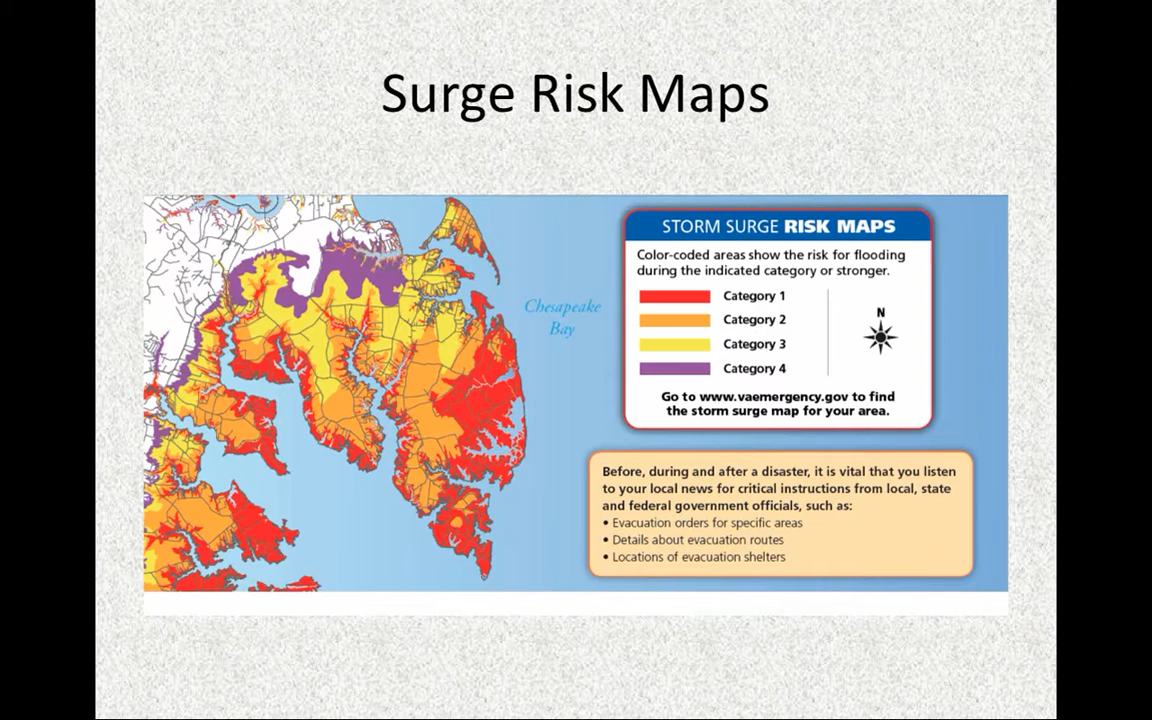 Surge Risk Maps
Chesapeake
Bay
STORM SURGE RISK MAPS
Color-coded areas show the risk for flooding
during the indicated category or stronger.
Category 1
Category 2
Category 3
Category 4
N
Go to www.vaemergency.gov to find
the storm surge map for your area.
Before, during and after a disaster, it is vital that you listen
to your local news for critical instructions from local, state
and federal government officials, such as:
• Evacuation orders for specific areas
• Details about evacuation routes
• Locations of evacuation shelters